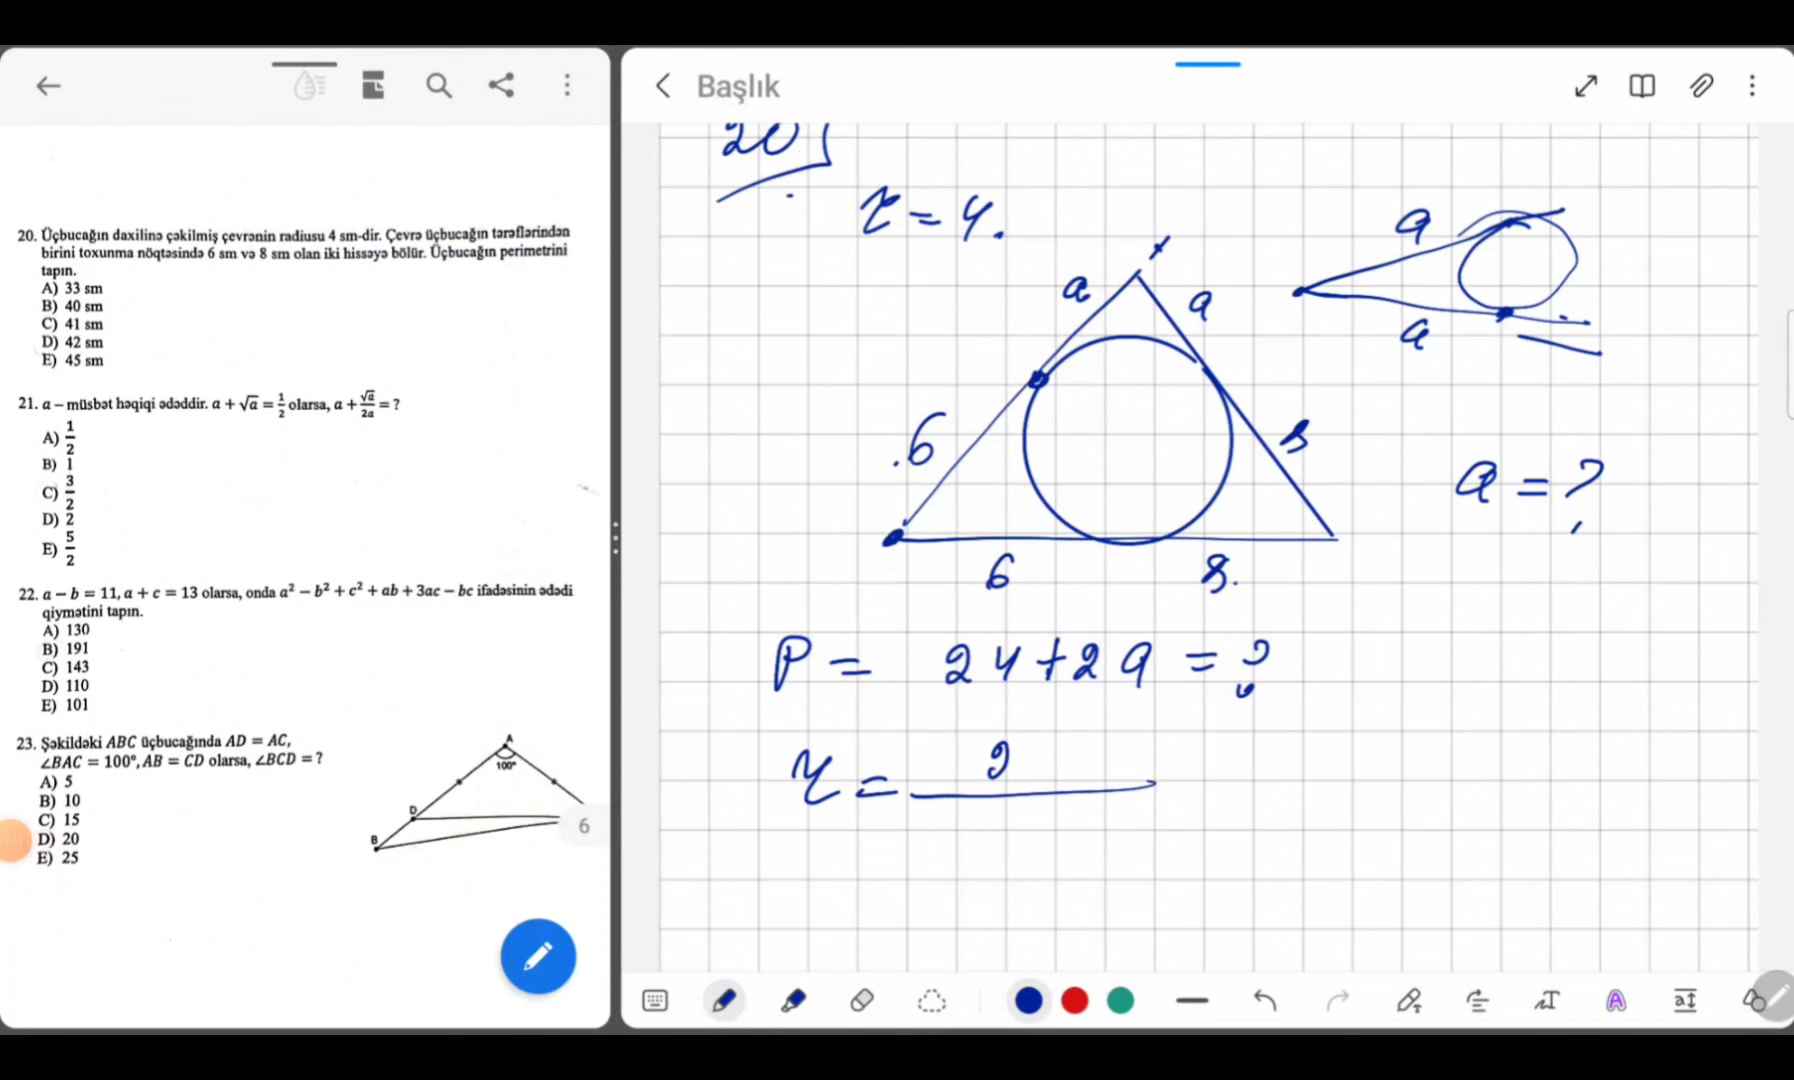 20. Üçbucağın daxilinə çəkilmiş çevrənin radiusu 4 sm-dir. Çevrə üçbucağın tərəflərindən
birini toxunma nöqtəsində 6 sm və 8 sm olan iki hissəyə bölür. Üçbucağın perimetrini
tapın.
A) 33 sm
B) 40 sm
C) 41 sm
D) 42 sm
E) 45 sm
21. a – müsbət həqiqi ədəddir. a + √a = 1/2 olarsa, a + √a/2a = ?
A) 1/2
B) 1
C) 3/2
D) 2
E) 5/2
22. a − b = 11, a + c = 13 olarsa, onda a² − b² + c² + ab + 3ac − bc ifadəsinin ədədi
qiymətini tapın.
A) 130
B) 191
C) 143
D) 110
E) 101
23. Şəkildəki ABC üçbucağında AD = AC,
∠BAC = 100°, AB = CD olarsa, ∠BCD = ?
A) 5
B) 10
C) 15
D) 20
E) 25
A
100°
D
B
6
Başlık
20
r = 4.
a
a
a
a
.6
8
a = ?
6
8.
P = 24 + 2a = ?
r =